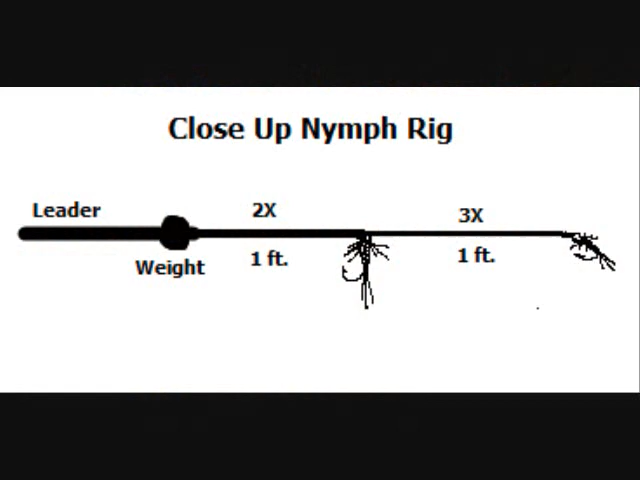 Close Up Nymph Rig
Leader
2X
3X
Weight
1 ft.
1 ft.